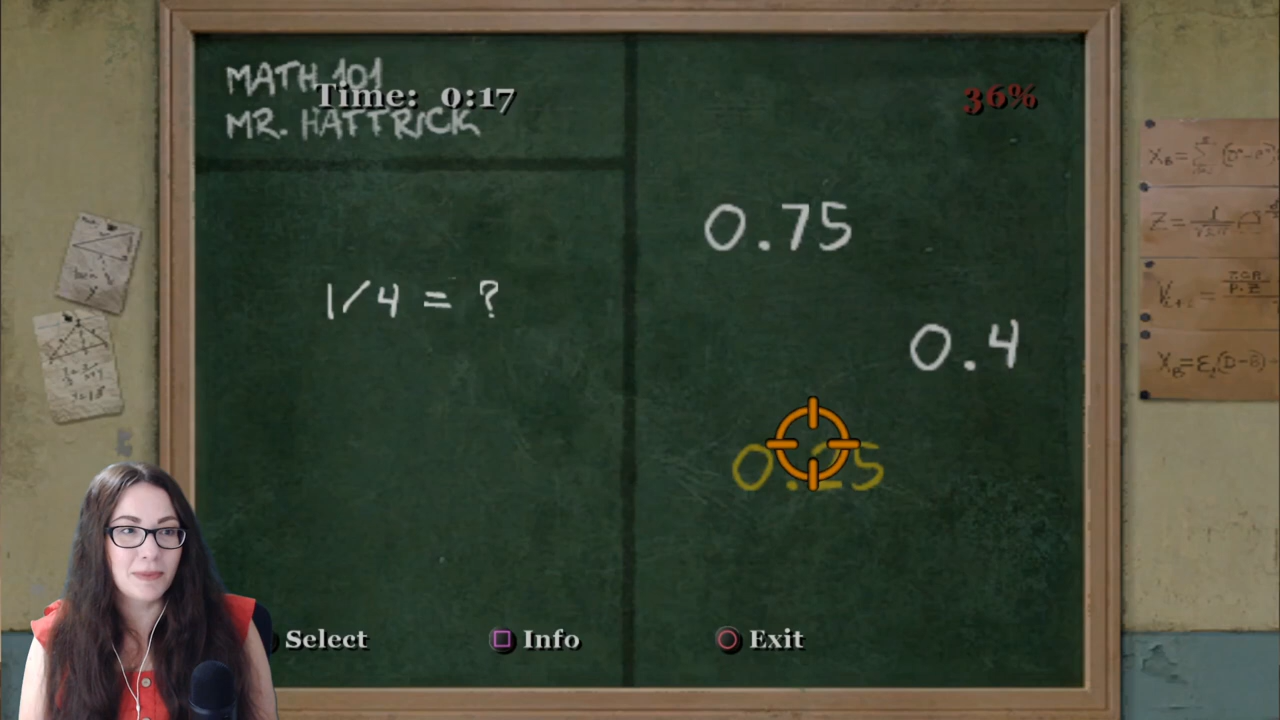 MATH 101
Time: 0:17
MR. HATTRICK
36%
1/4 = ?
0.75
0.4
0.25
Select
Info
Exit